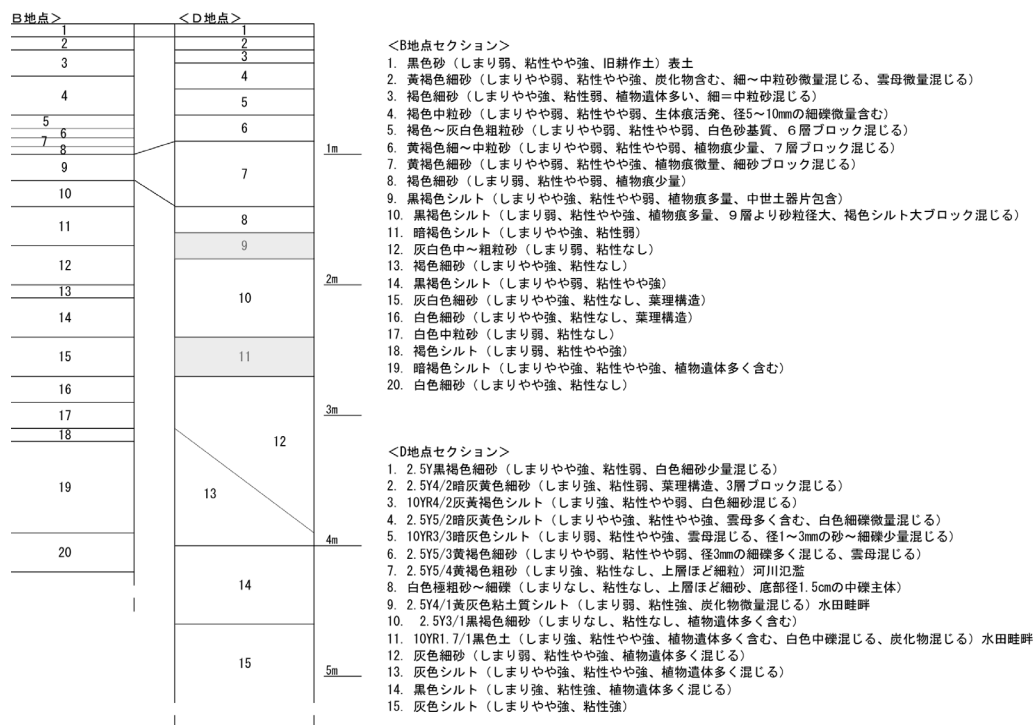 B地点＞
＜Ｄ地点＞
1
2
3
4
5
6
7
8
9
10
11
12
13
14
15
16
17
18
19
20
1
2
3
4
5
6
7
8
9
10
11
12
13
14
15
1m
2m
3m
4m
5m
＜B地点セクション＞
1. 黒色砂（しまり弱、粘性やや強、旧耕作土）表土
2. 黃褐色細砂（しまりやや弱、粘性やや強、炭化物含む、細〜中粒砂微量混じる、雲母微量混じる）
3. 褐色細砂（しまりやや強、粘性弱、植物遺体多い、細＝中粒砂混じる）
4. 褐色中粒砂（しまりやや弱、粘性やや弱、生体痕活発、径5〜10mmの細礫微量含む）
5. 褐色〜灰白色粗粒砂（しまりやや弱、粘性やや弱、白色砂基質、６層ブロック混じる）
6. 黄褐色細〜中粒砂（しまりやや弱、粘性やや弱、植物痕少量、７層ブロック混じる）
7. 黄褐色細砂（しまりやや弱、粘性やや強、植物痕微量、細砂ブロック混じる）
8. 褐色細砂（しまり弱、粘性やや弱、植物痕少量）
9. 黒褐色シルト（しまりやや強、粘性やや弱、植物痕多量、中世土器片包含）
10. 黒褐色シルト（しまり弱、粘性やや強、植物痕多量、９層より砂粒径大、褐色シルト大ブロック混じる）
11. 暗褐色シルト（しまりやや強、粘性弱）
12. 灰白色中〜粗粒砂（しまり弱、粘性なし）
13. 褐色細砂（しまりやや強、粘性なし）
14. 黒褐色シルト（しまりやや弱、粘性やや強）
15. 灰白色細砂（しまりやや強、粘性なし、葉理構造）
16. 白色細砂（しまりやや強、粘性なし、葉理構造）
17. 白色中粒砂（しまり弱、粘性なし）
18. 褐色シルト（しまり弱、粘性やや強）
19. 暗褐色シルト（しまりやや強、粘性やや強、植物遺体多く含む）
20. 白色細砂（しまりやや強、粘性なし）
＜D地点セクション＞
1. 2.5Y黒褐色細砂（しまりやや強、粘性弱、白色細砂少量混じる）
2. 2.5Y4/2暗灰黄色細砂（しまり強、粘性弱、葉理構造、3層ブロック混じる）
3. 10YR4/2灰黃褐色シルト（しまり強、粘性やや弱、白色細砂混じる）
4. 2.5Y5/2暗灰黃色シルト（しまりやや強、粘性やや強、雲母多く含む、白色細礫微量混じる）
5. 10YR3/3暗灰色シルト（しまり弱、粘性やや強、雲母混じる、径1〜3mmの砂〜細礫少量混じる）
6. 2.5Y5/3黄褐色細砂（しまりやや弱、粘性やや弱、径3mmの細礫多く混じる、雲母混じる）
7. 2.5Y5/4黄褐色粗砂（しまり強、粘性なし、上層ほど細粒）河川氾濫
8. 白色極粗砂〜細礫（しまりなし、粘性なし、上層ほど細砂、底部径1.5cmの中礫主体）
9. 2.5Y4/1黃灰色粘土質シルト（しまり弱、粘性強、炭化物微量混じる）水田畦畔
10. 2.5Y3/1黒褐色細砂（しまりなし、粘性なし、植物遺体多く含む）
11. 10YR1.7/1黒色土（しまり強、粘性やや強、植物遺体多く含む、白色中礫混じる、炭化物混じる）水田畦畔
12. 灰色細砂（しまり弱、粘性やや強、植物遺体多く混じる）
13. 灰色シルト（しまりやや強、粘性やや強、植物遺体多く混じる）
14. 黒色シルト（しまり強、粘性強、植物遺体多く混じる）
15. 灰色シルト（しまりやや強、粘性強）